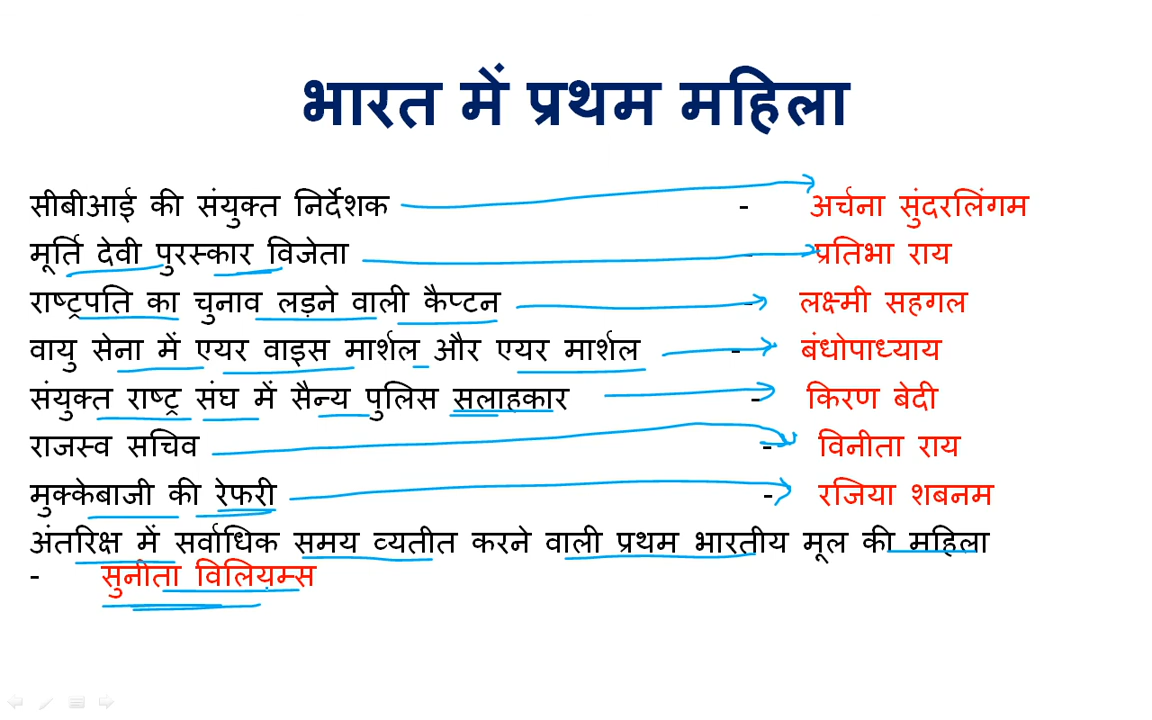 भारत में प्रथम महिला
सीबीआई की संयुक्त निर्देशक - अर्चना सुंदरलिंगम
मूर्ति देवी पुरस्कार विजेता - प्रतिभा राय
राष्ट्रपति का चुनाव लड़ने वाली कैप्टन - लक्ष्मी सहगल
वायु सेना में एयर वाइस मार्शल और एयर मार्शल - बंधोपाध्याय
संयुक्त राष्ट्र संघ में सैन्य पुलिस सलाहकार - किरण बेदी
राजस्व सचिव - विनीता राय
मुक्केबाजी की रेफरी - रजिया शबनम
अंतरिक्ष में सर्वाधिक समय व्यतीत करने वाली प्रथम भारतीय मूल की महिला
- सुनीता विलियम्स